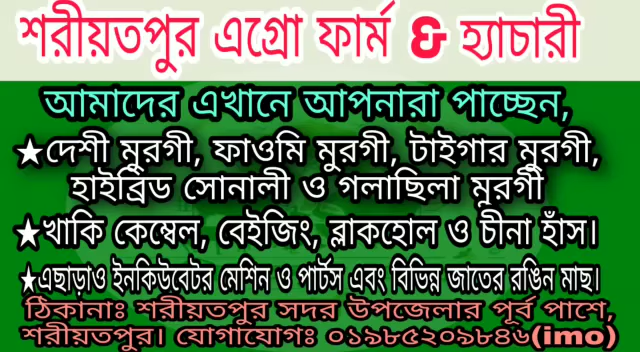 শরীয়তপুর এগ্রো ফার্ম & হ্যাচারী
আমাদের এখানে আপনারা পাচ্ছেন,
★দেশী মুরগী, ফাওমি মুরগী, টাইগার মুরগী,
হাইব্রিড সোনালী ও গলাছিলা মুরগী
★খাকি কেম্বেল, বেইজিং, ব্লাকহোল ও চীনা হাঁস।
★এছাড়াও ইনকিউবেটর মেশিন ও পার্টস এবং বিভিন্ন জাতের রঙিন মাছ।
ঠিকানাঃ শরীয়তপুর সদর উপজেলার পূর্ব পাশে,
শরীয়তপুর। যোগাযোগঃ ০১৯৮৫২০৯৮৪৬(imo)